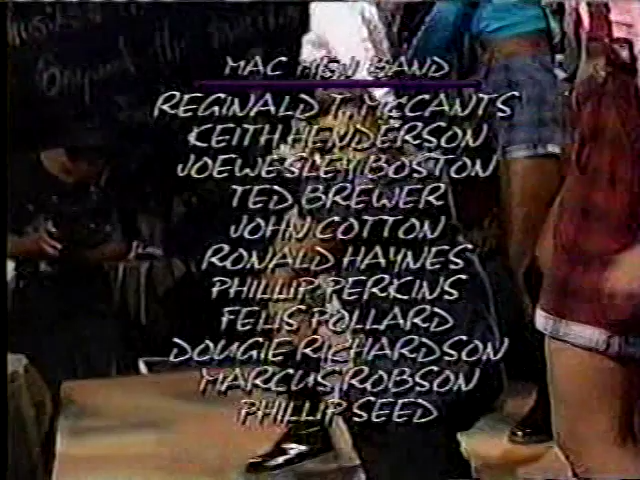 MAC MEN BAND
REGINALD T. McCANTS
KEITH HENDERSON
JOEWESLEY BOSTON
TED BREWER
JOHN COTTON
RONALD HAYNES
PHILLIP PERKINS
FELIS POLLARD
DOUGIE RICHARDSON
MARCUS ROBSON
PHILLIP SEED